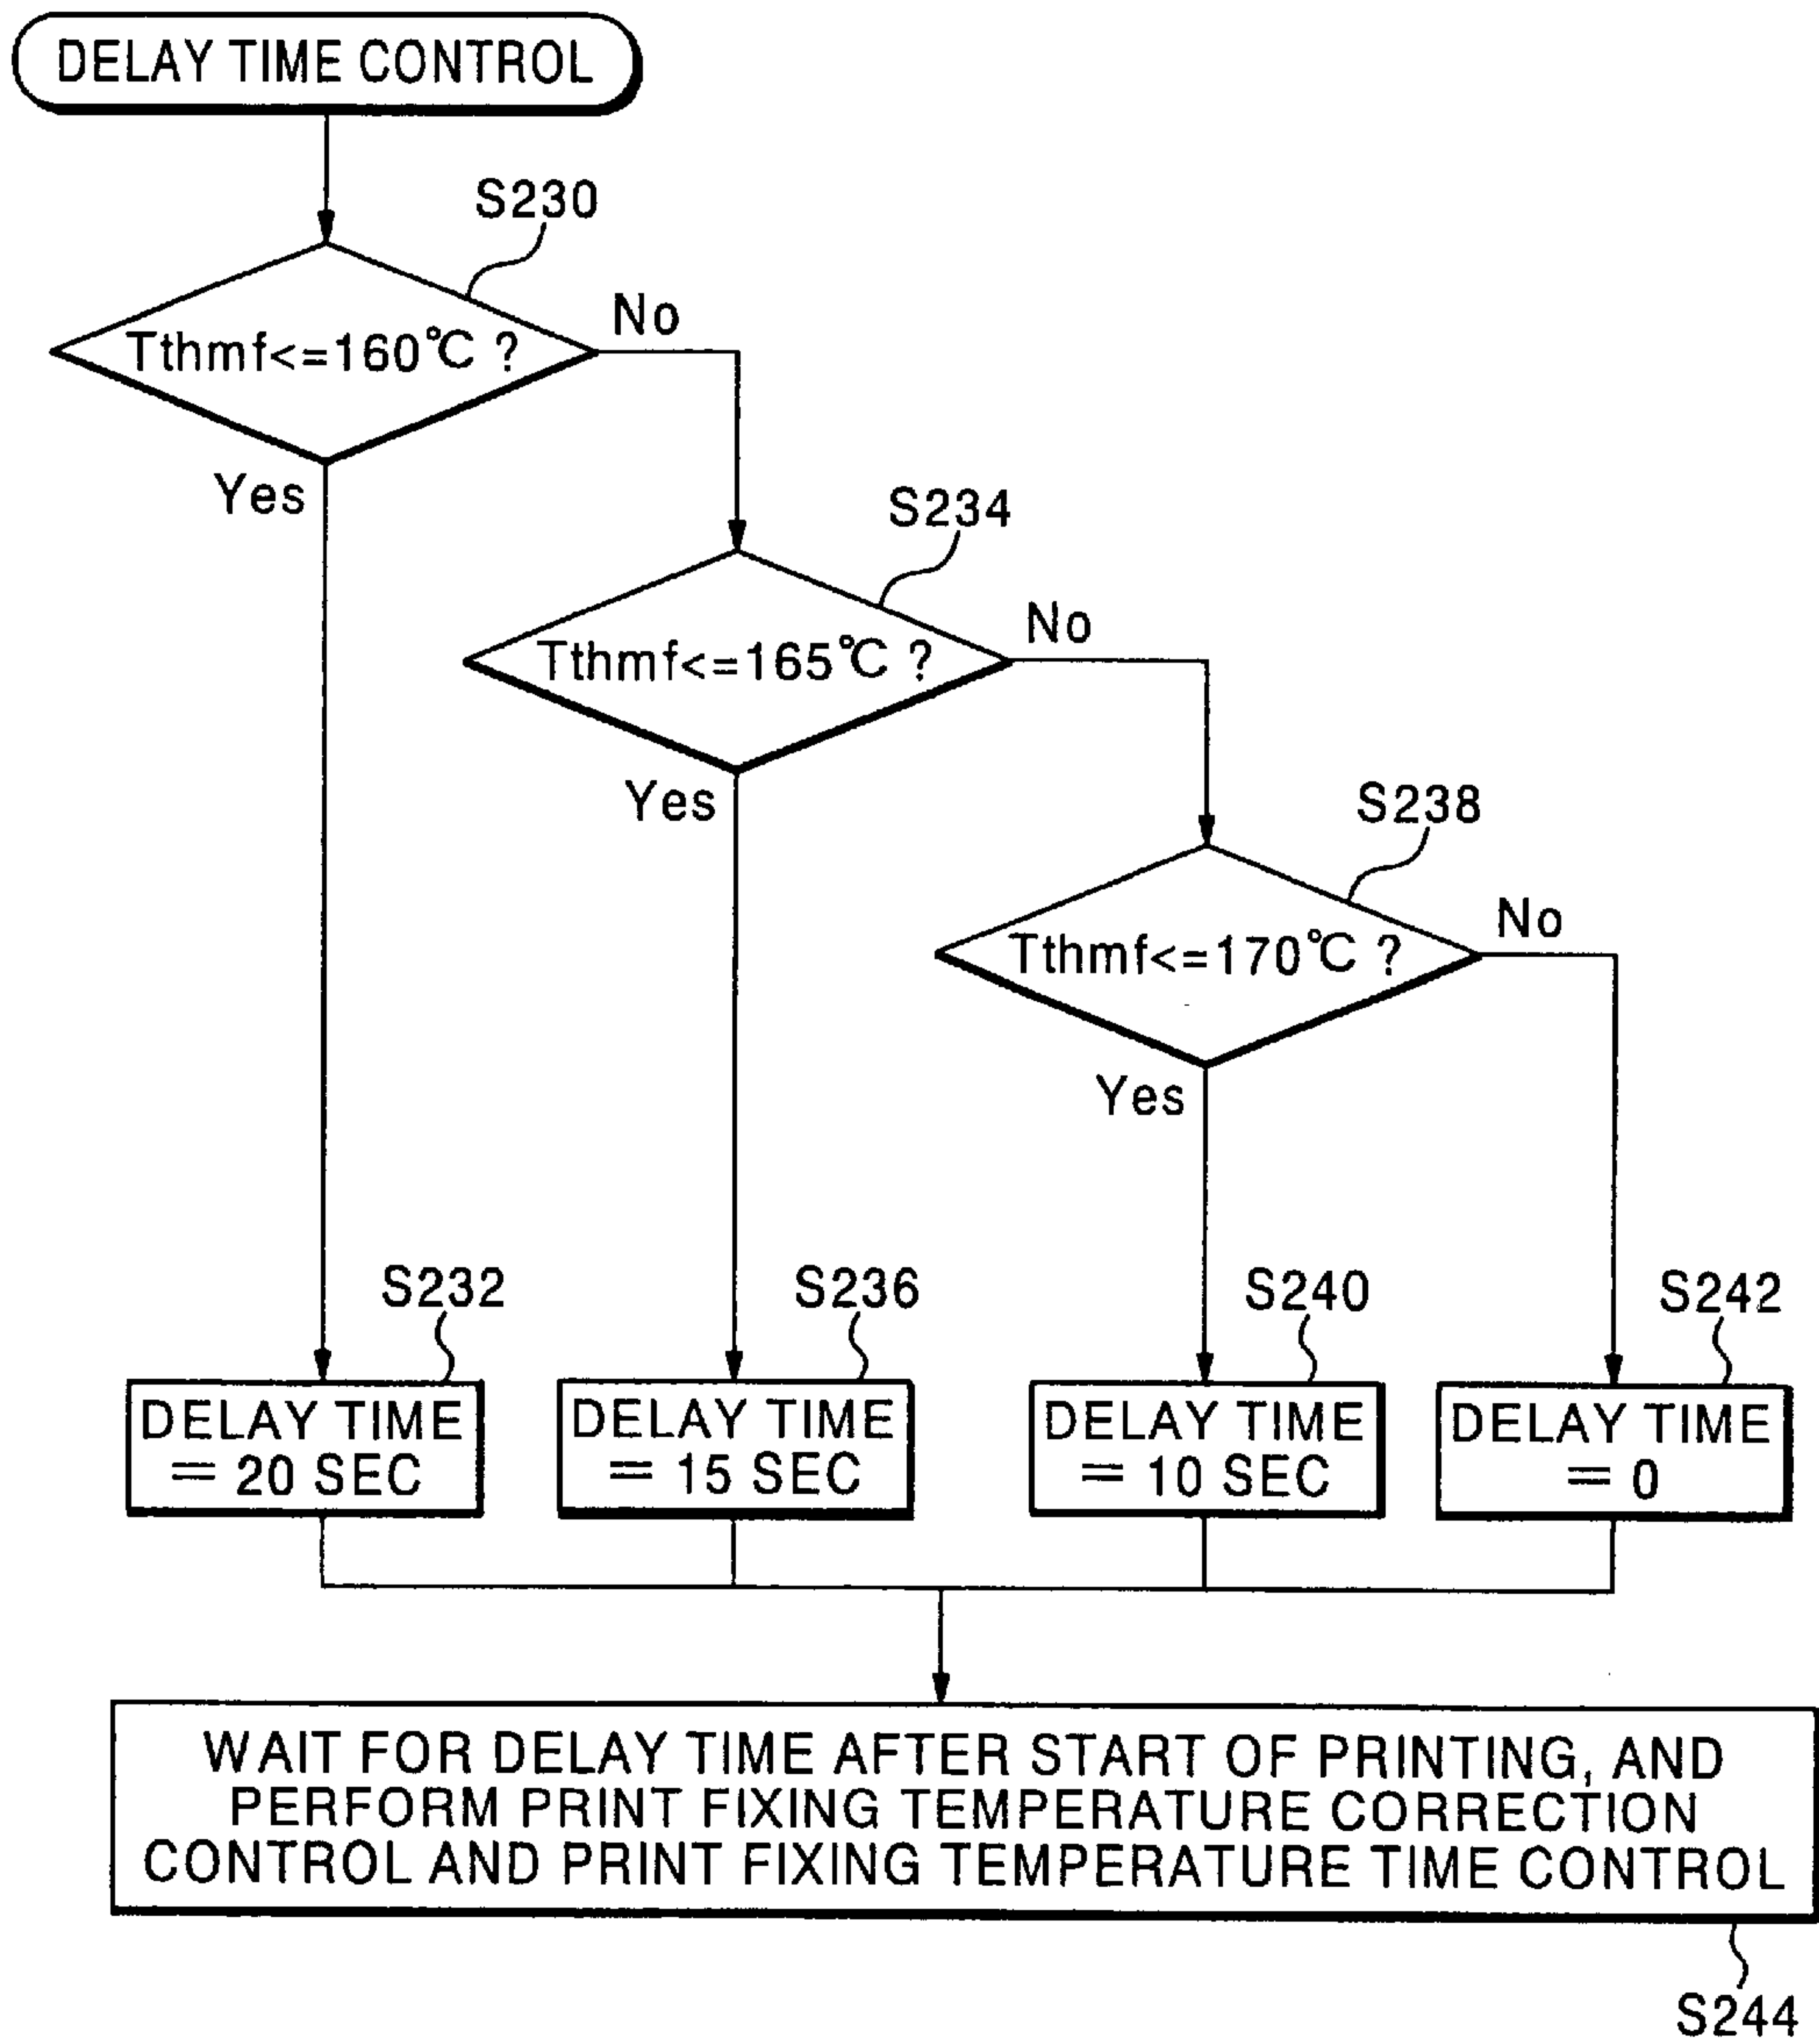 DELAY TIME CONTROL
S230
Tthmf<=160℃ ?
No
Yes
S234
Tthmf<=165℃ ?
No
Yes
S238
Tthmf<=170℃ ?
No
Yes
S232
DELAY TIME
= 20 SEC
S236
DELAY TIME
= 15 SEC
S240
DELAY TIME
= 10 SEC
S242
DELAY TIME
= 0
WAIT FOR DELAY TIME AFTER START OF PRINTING, AND
PERFORM PRINT FIXING TEMPERATURE CORRECTION
CONTROL AND PRINT FIXING TEMPERATURE TIME CONTROL
S244